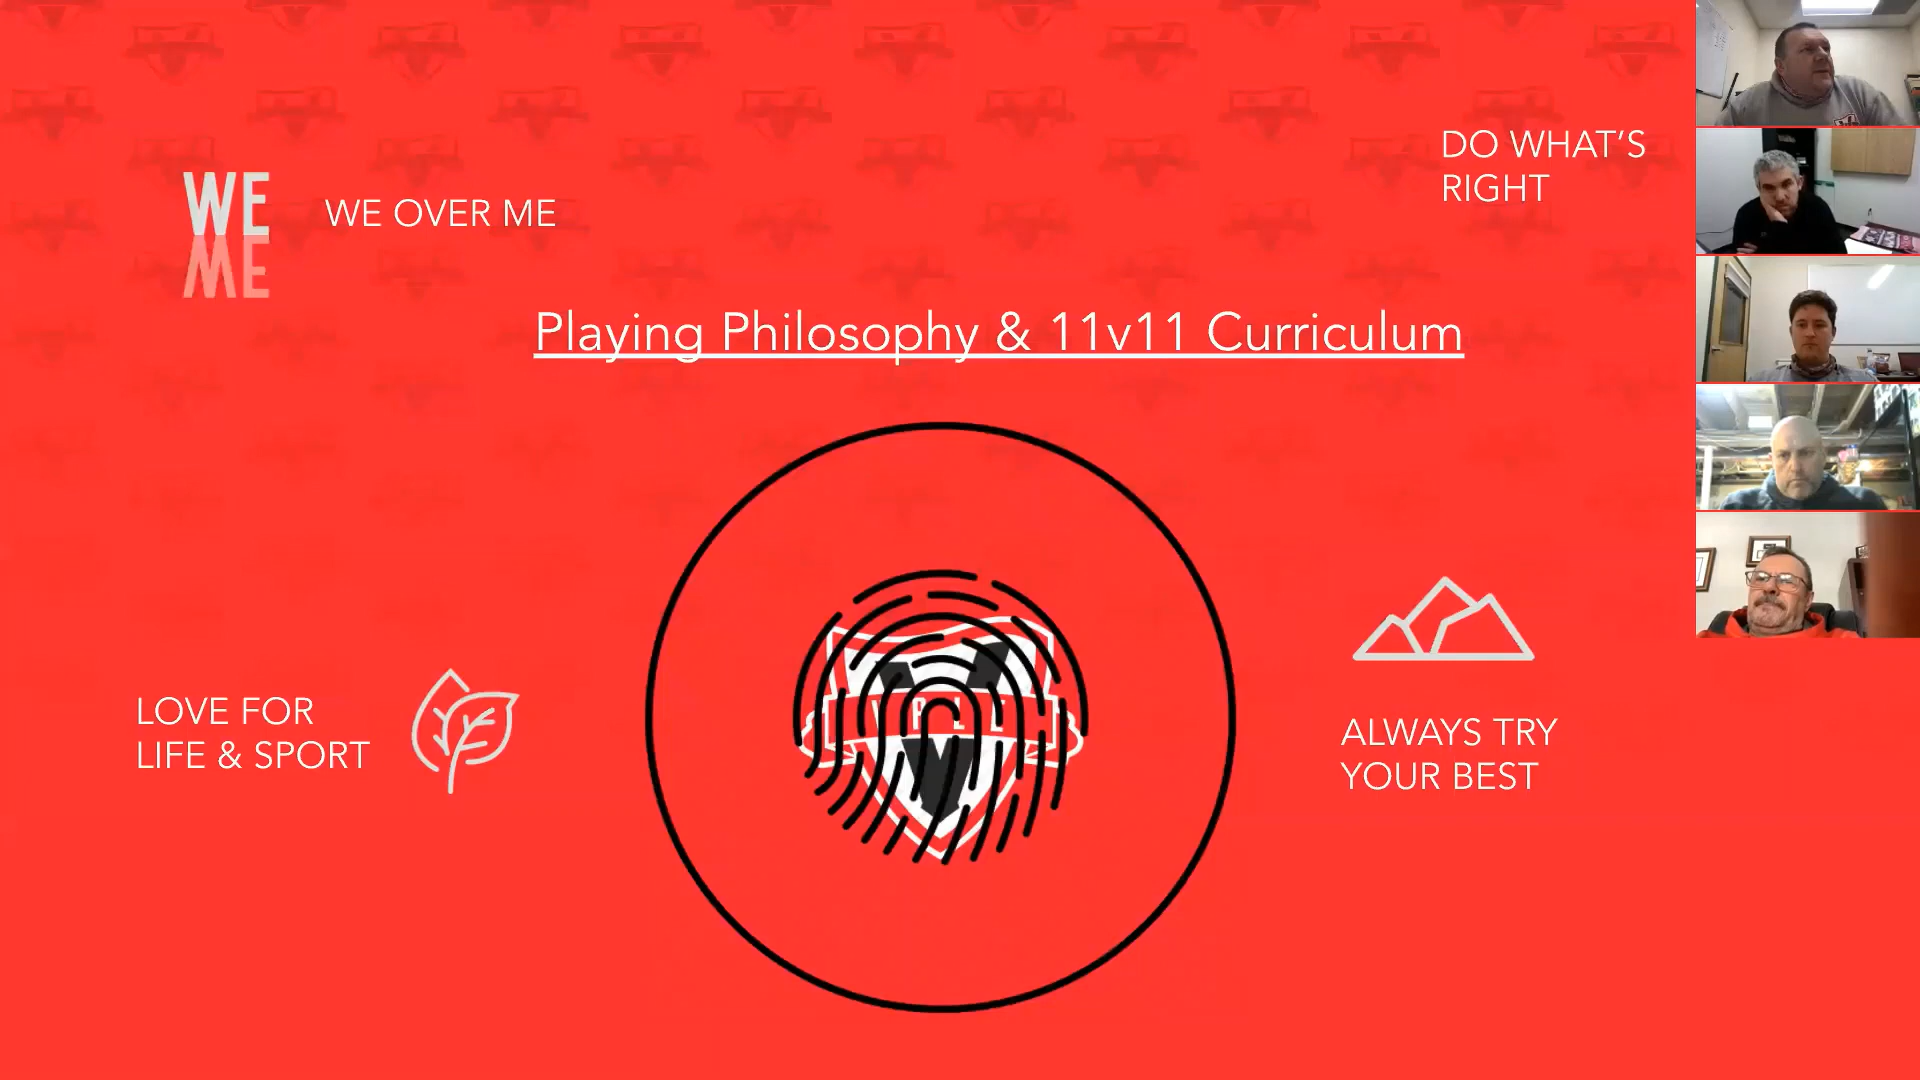 WE
ME
WE OVER ME
DO WHAT'S
RIGHT
Playing Philosophy & 11v11 Curriculum
LOVE FOR
LIFE & SPORT
ALWAYS TRY
YOUR BEST